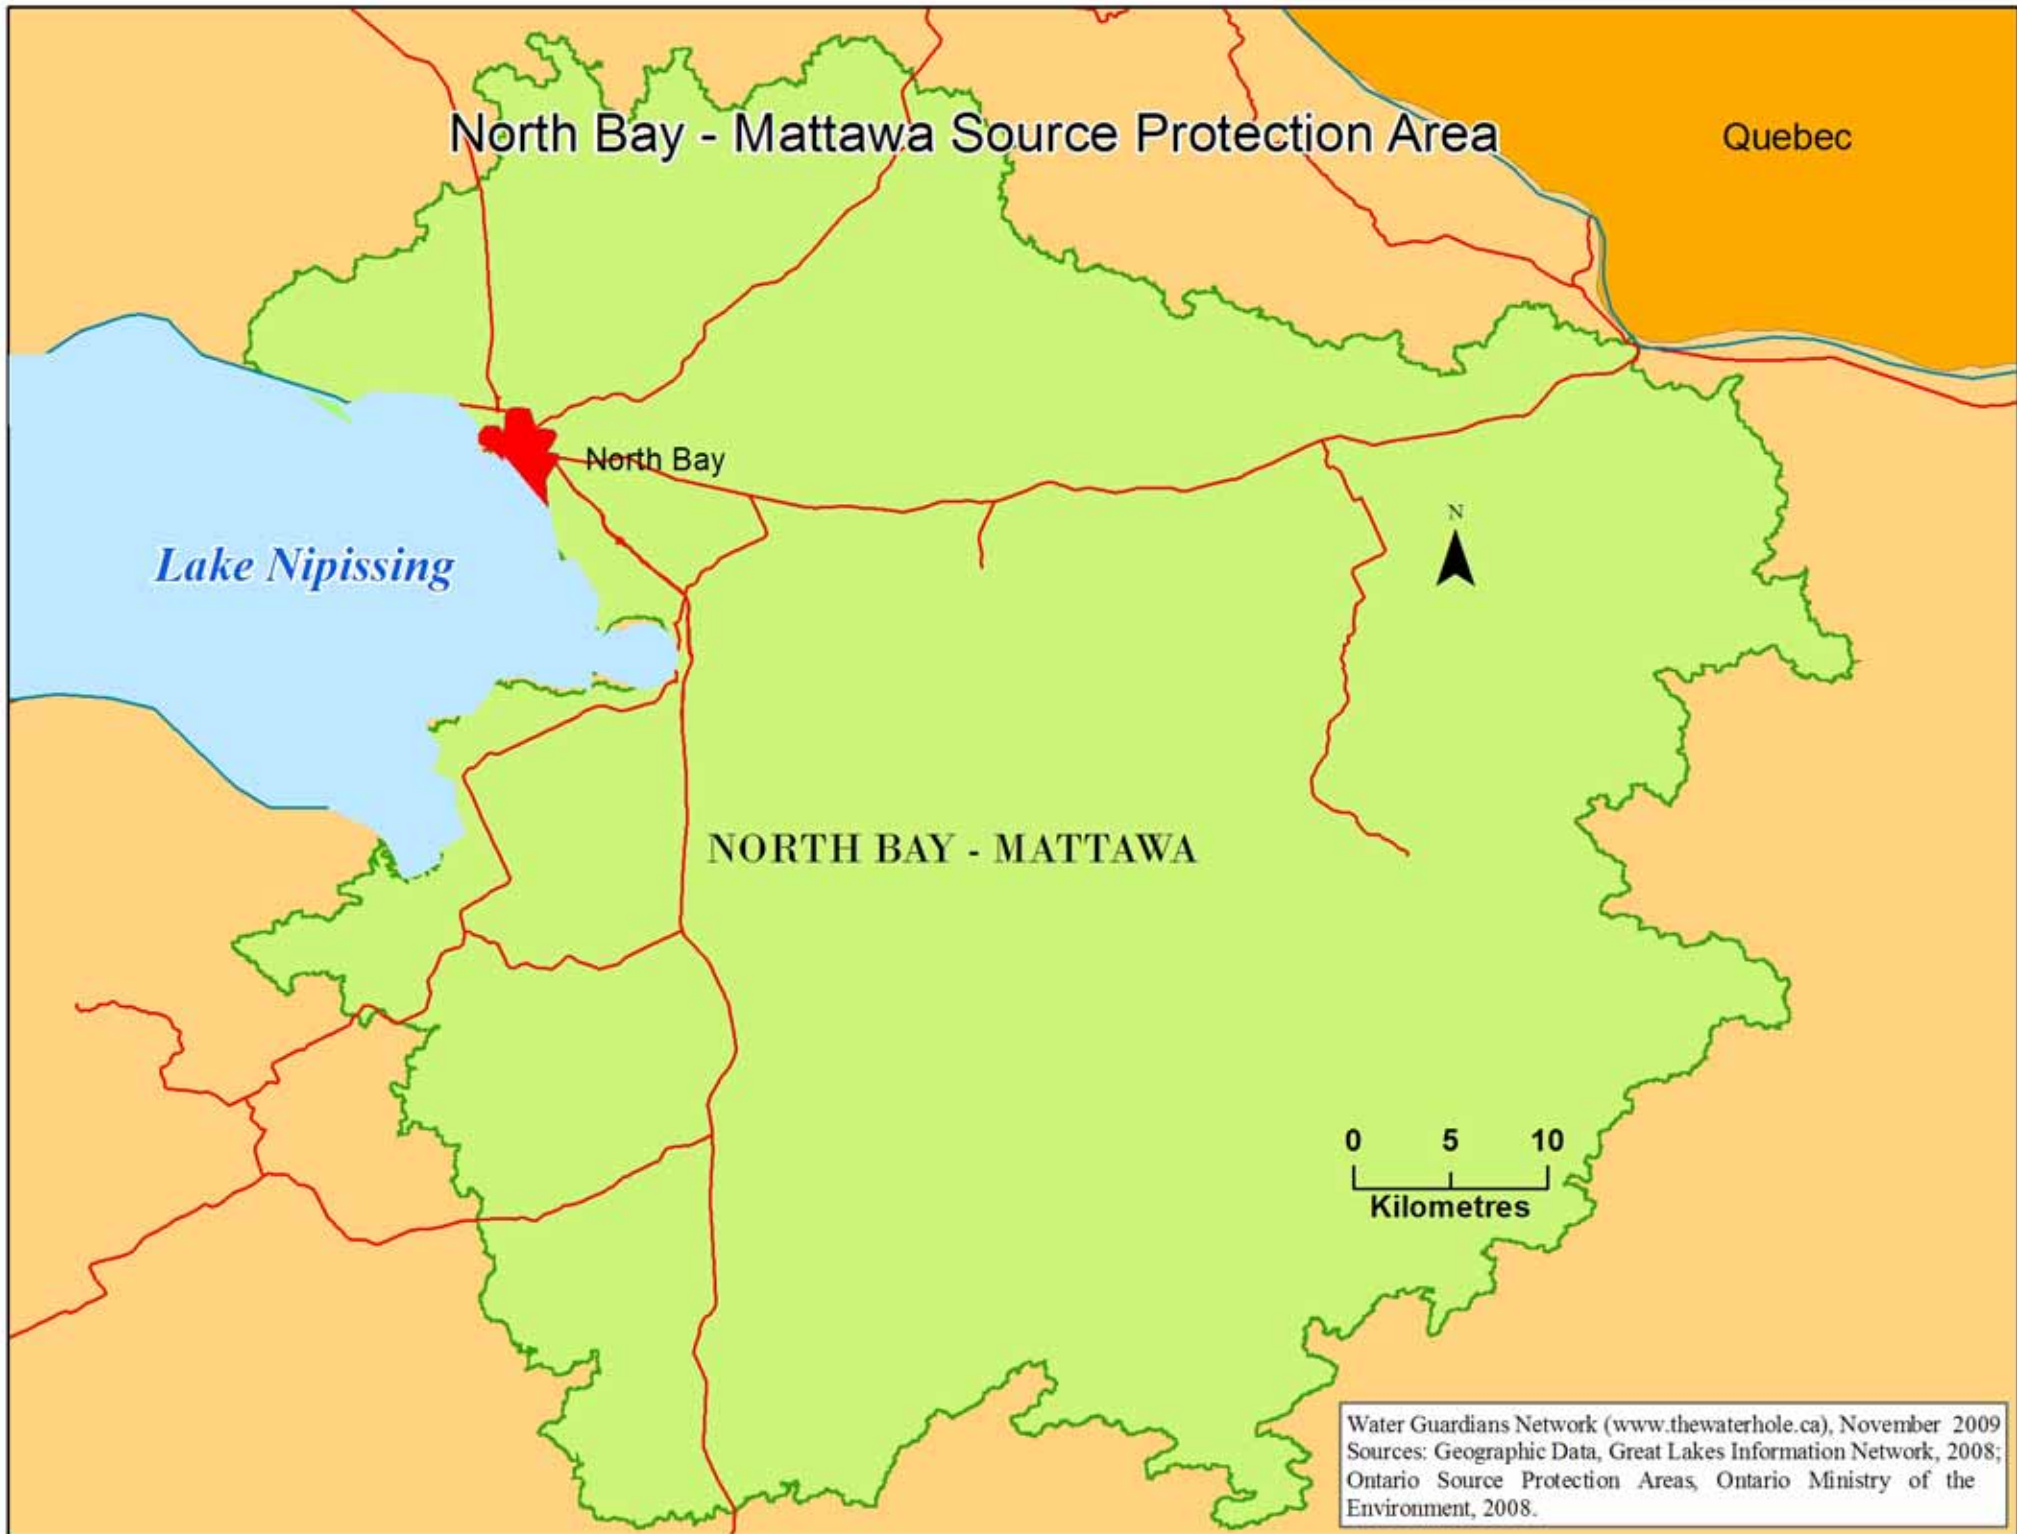 North Bay - Mattawa Source Protection Area
Quebec
North Bay
N
Lake Nipissing
NORTH BAY - MATTAWA
0 5 10
Kilometres
Water Guardians Network (www.thewaterhole.ca), November 2009
Sources: Geographic Data, Great Lakes Information Network, 2008;
Ontario Source Protection Areas, Ontario Ministry of the
Environment, 2008.